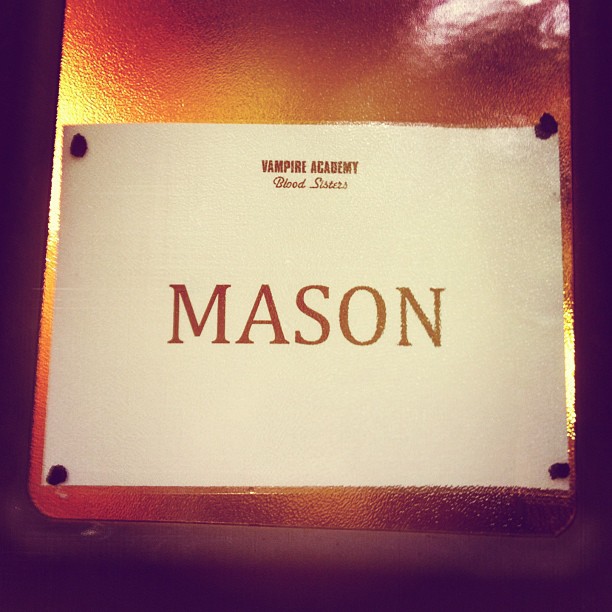 VAMPIRE ACADEMY
Blood Sisters
MASON